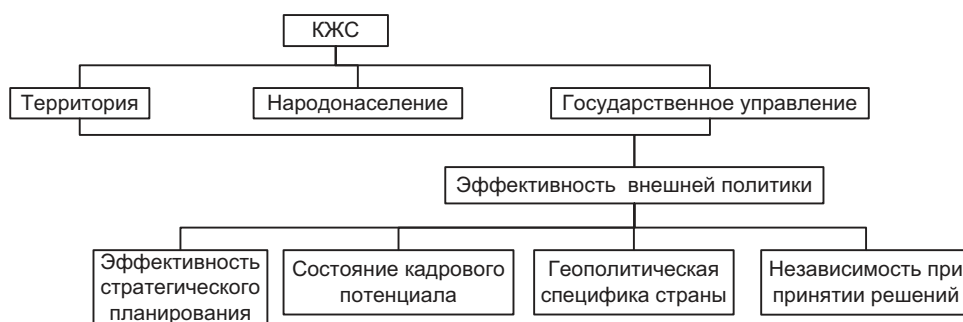 КЖС
Территория
Народонаселение
Государственное управление
Эффективность внешней политики
Эффективность
стратегического
планирования
Состояние кадрового
потенциала
Геополитическая
специфика страны
Независимость при
принятии решений